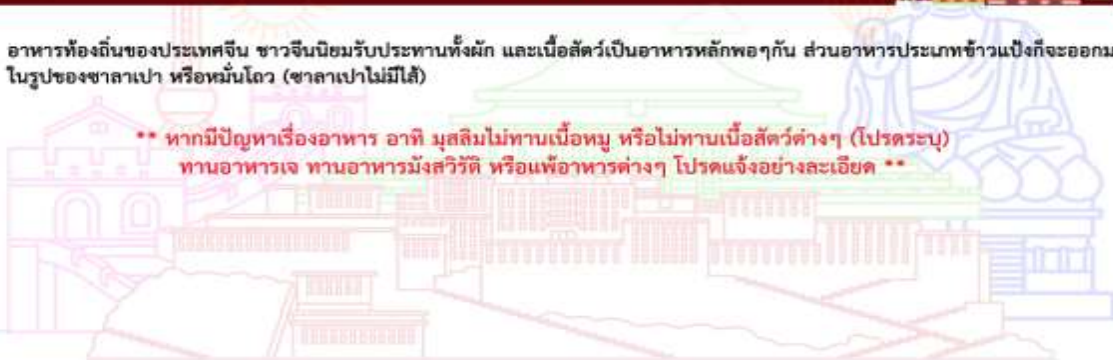 อาหารท้องถิ่นของประเทศจีน ชาวจีนนิยมรับประทานทั้งผัก และเนื้อสัตว์เป็นอาหารหลักพอๆกัน ส่วนอาหารประเภทข้าวแป้งก็จะออกม
ในรูปของซาลาเปา หรือหมั่นโถว (ซาลาเปาไม่มีไส้)
** หากมีปัญหาเรื่องอาหาร อาทิ มุสลิมไม่ทานเนื้อหมู หรือไม่ทานเนื้อสัตว์ต่างๆ (โปรดระบุ)
ทานอาหารเจ ทานอาหารมังสวิรัติ หรือแพ้อาหารต่างๆ โปรดแจ้งอย่างละเอียด **